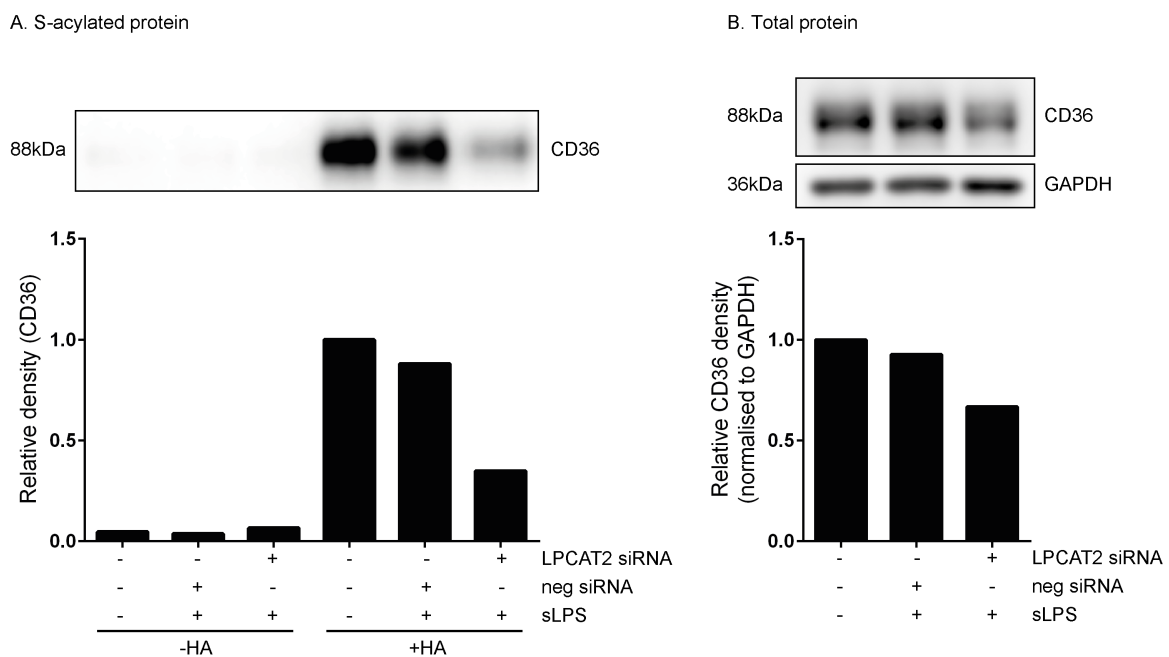 A. S-acylated protein
88kDa
CD36
Relative density (CD36)
1.5
1.0
0.5
0.0
- - + - - + LPCAT2 siRNA
- + - - + - neg siRNA
- + + - + + sLPS
-HA
+HA
B. Total protein
88kDa
CD36
36kDa
GAPDH
Relative CD36 density
(normalised to GAPDH)
1.5
1.0
0.5
0.0
- - + LPCAT2 siRNA
- + - neg siRNA
- + + sLPS